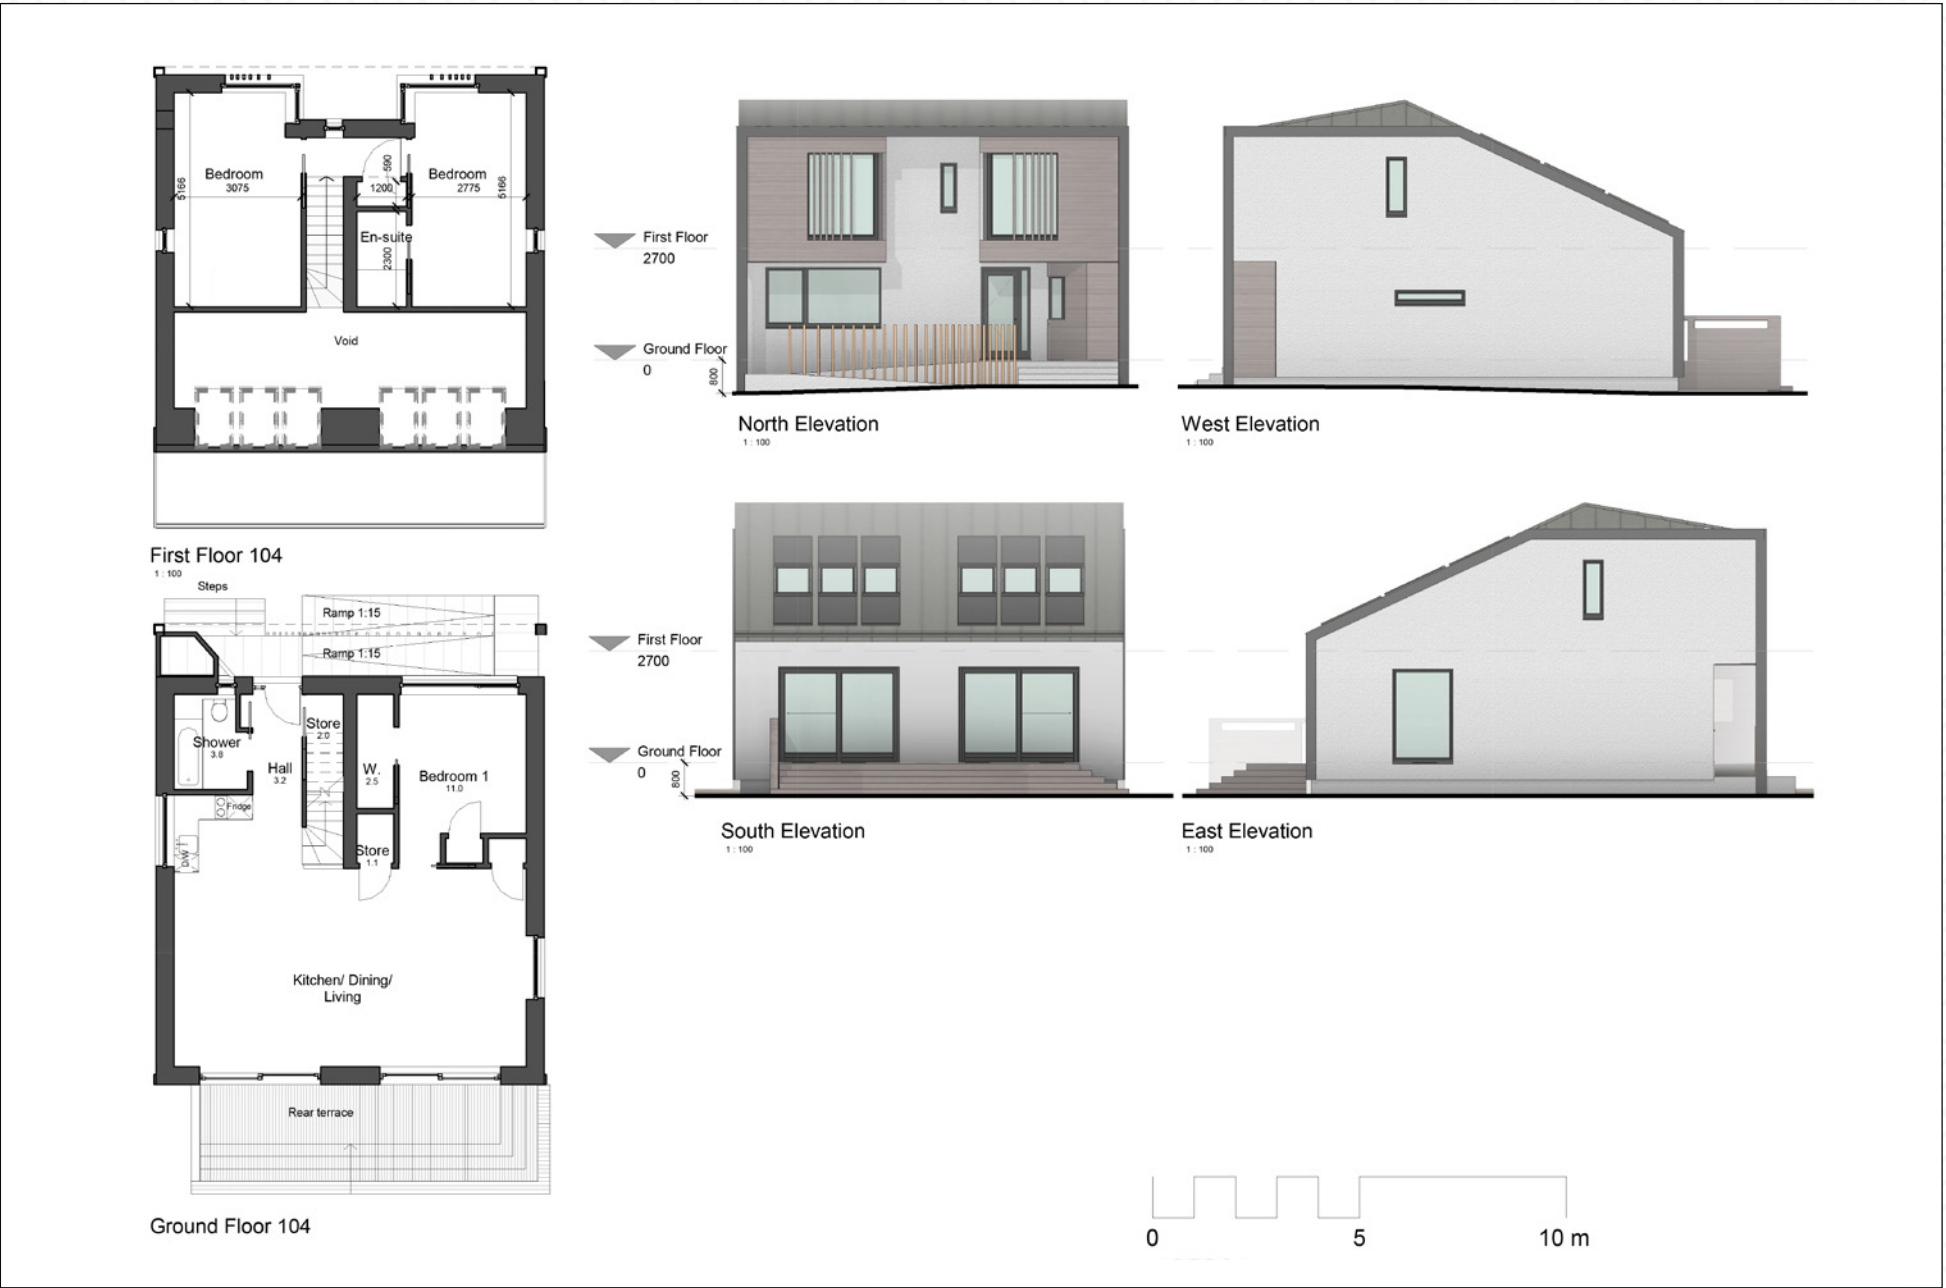 Bedroom
3075
5166
590
1200
Bedroom
2775
5166
En-suite
2300
Void
First Floor 104
1 : 100
First Floor
2700
Ground Floor
0
800
North Elevation
1 : 100
West Elevation
1 : 100
Steps
Ramp 1:15
Ramp 1:15
Store
2.0
Shower
3.8
Hall
3.2
W.
2.5
Bedroom 1
11.0
Fridge
D/W
Store
1.1
Kitchen/ Dining/
Living
Rear terrace
Ground Floor 104
First Floor
2700
Ground Floor
0
800
South Elevation
1 : 100
East Elevation
1 : 100
0 5 10 m